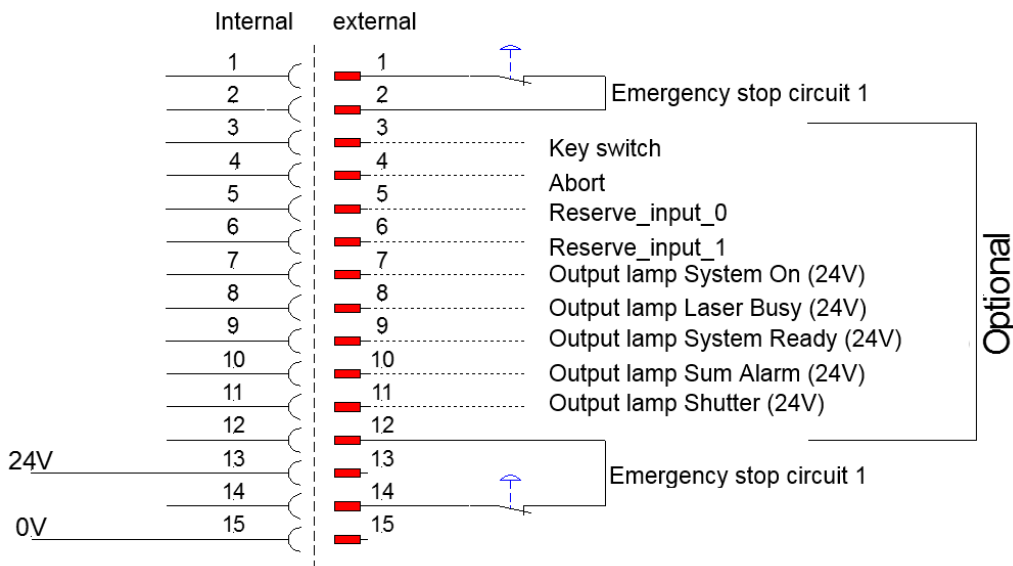 Internal external
1 1
2 2 Emergency stop circuit 1
3 3
Key switch
4 4
Abort
5 5
Reserve_input_0
6 6
Reserve_input_1
7 7
Output lamp System On (24V)
8 8
Output lamp Laser Busy (24V)
9 9
Output lamp System Ready (24V)
10 10
Output lamp Sum Alarm (24V)
11 11
Output lamp Shutter (24V)
Optional
12 12
24V 13 13
Emergency stop circuit 1
14 14
0V 15 15